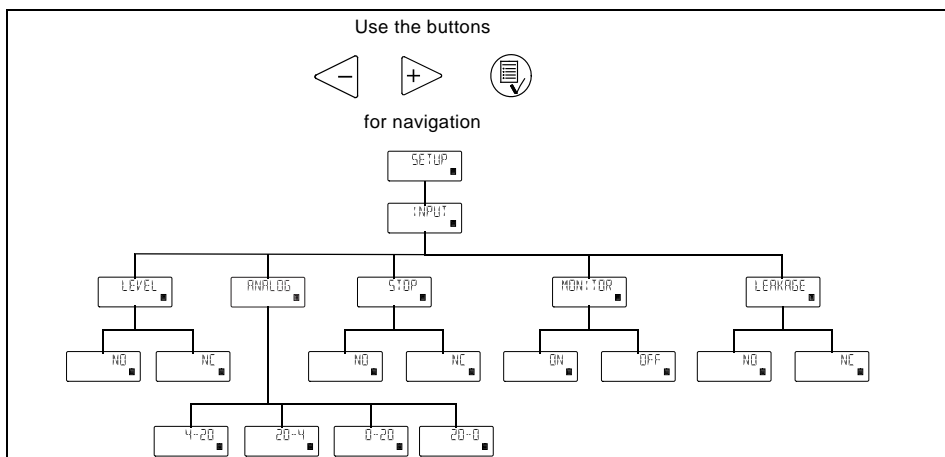 Use the buttons
- +
for navigation
SETUP
INPUT
LEVEL ANALOG STOP MONITOR LEAKAGE
NO NC NO NC ON OFF NO NC
4-20 20-4 0-20 20-0